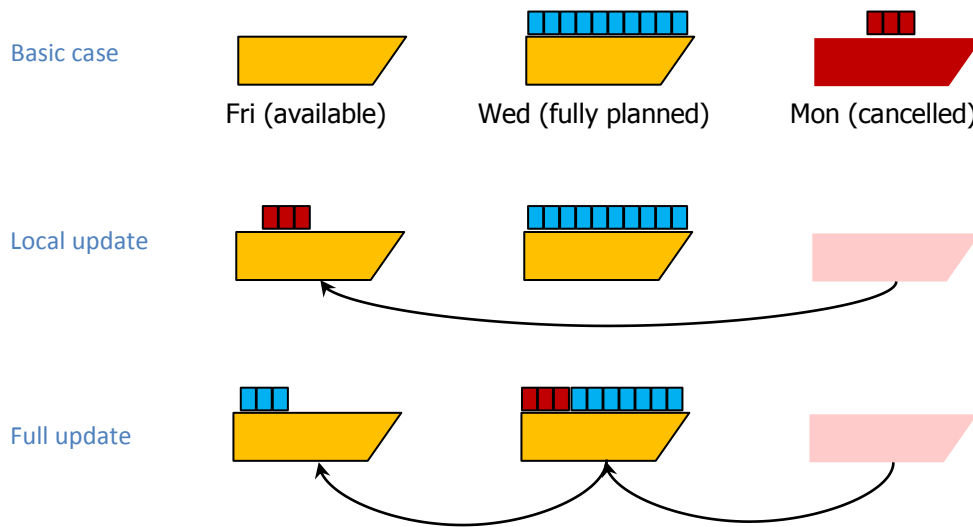 Basic case
Fri (available)
Wed (fully planned)
Mon (cancelled)
Local update
Full update